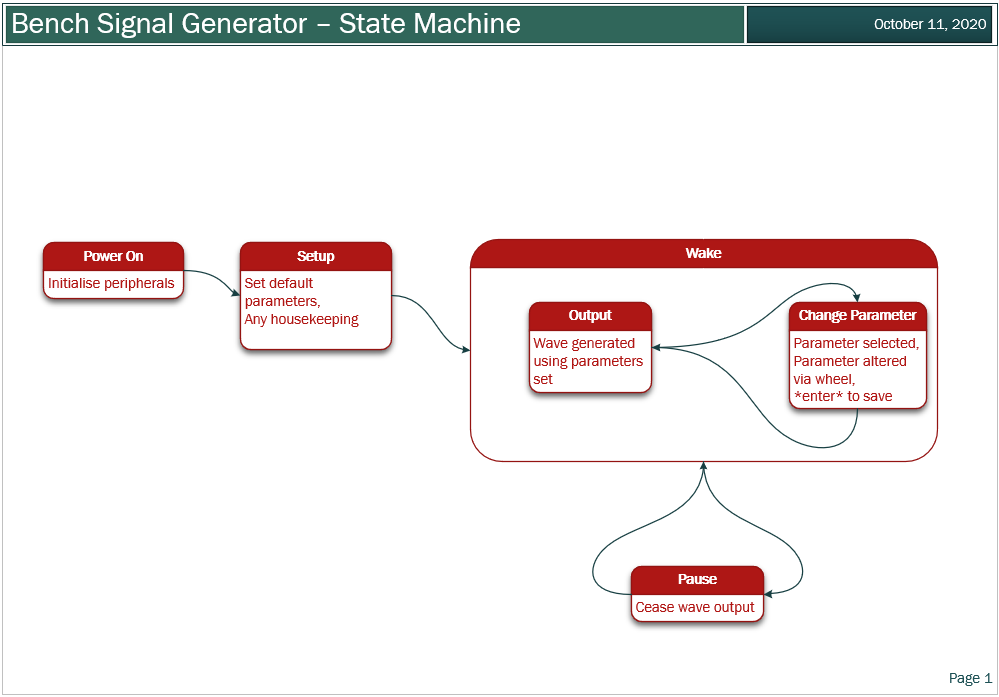 Bench Signal Generator – State Machine
October 11, 2020
Power On
Initialise peripherals
Setup
Set default
parameters,
Any housekeeping
Wake
Output
Wave generated
using parameters
set
Change Parameter
Parameter selected,
Parameter altered
via wheel,
*enter* to save
Pause
Cease wave output
Page 1